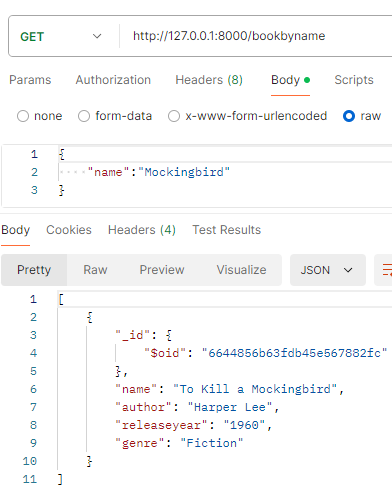 GET http://127.0.0.1:8000/bookbyname
Params Authorization Headers (8) Body Scripts
none form-data x-www-form-urlencoded raw
1 {
2 "name":"Mockingbird"
3 }
Body Cookies Headers (4) Test Results
Pretty Raw Preview Visualize JSON
1 [
2 {
3 "_id": {
4 "$oid": "6644856b63fdb45e567882fc"
5 },
6 "name": "To Kill a Mockingbird",
7 "author": "Harper Lee",
8 "releaseyear": "1960",
9 "genre": "Fiction"
10 }
11 ]